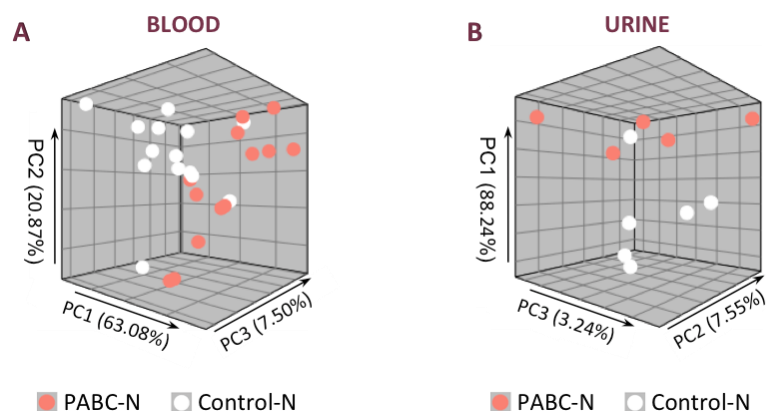 A
BLOOD
PC2 (20.87%)
PC1 (63.08%)
PC3 (7.50%)
PABC-N
Control-N
B
URINE
PC1 (88.24%)
PC3 (3.24%)
PC2 (7.55%)
PABC-N
Control-N